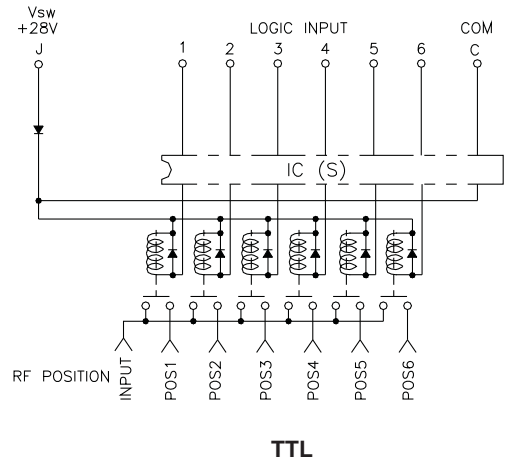 Vsw
+28V
J
LOGIC INPUT
COM
1 2 3 4 5 6 C
IC (S)
RF POSITION
INPUT
POS1
POS2
POS3
POS4
POS5
POS6
TTL